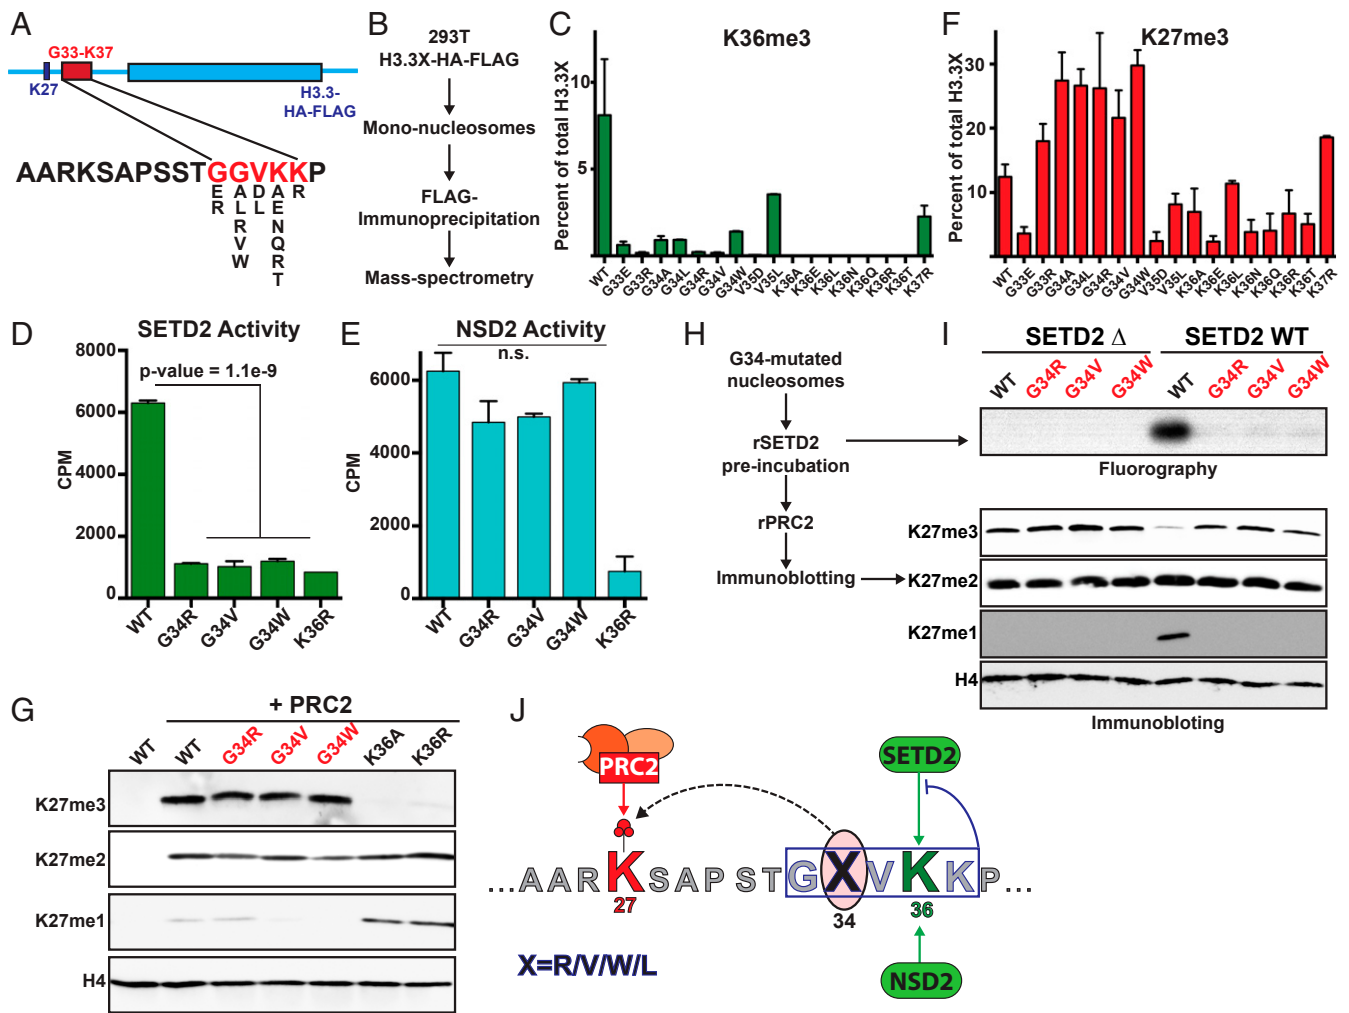 A
G33-K37
K27
H3.3-
HA-FLAG
AARKSAPSSTGGVKKP
E A D A R
R L L E
R N
V Q
W R
T
B
293T
H3.3X-HA-FLAG
Mono-nucleosomes
FLAG-
Immunoprecipitation
Mass-spectrometry
C
K36me3
Percent of total H3.3X
10
5
WT G33E G33R G34A G34L G34R G34V G34W V35D V35L K36A K36E K36L K36N K36Q K36R K36T K37R
F
K27me3
Percent of total H3.3X
30
20
10
WT G33E G33R G34A G34L G34R G34V G34W V35D V35L K36A K36E K36L K36N K36Q K36R K36T K37R
D
SETD2 Activity
p-value = 1.1e-9
CPM
8000
6000
4000
2000
0
WT G34R G34V G34W K36R
E
NSD2 Activity
n.s.
CPM
6000
4000
2000
0
WT G34R G34V G34W K36R
H
G34-mutated
nucleosomes
rSETD2
pre-incubation
rPRC2
Immunoblotting
I
SETD2 Δ SETD2 WT
WT G34R G34V G34W WT G34R G34V G34W
Fluorography
K27me3
K27me2
K27me1
H4
Immunobloting
G
+ PRC2
WT WT G34R G34V G34W K36A K36R
K27me3
K27me2
K27me1
H4
J
PRC2
SETD2
...AARKSAPSTGXVKKP...
27
34
36
X=R/V/W/L
NSD2